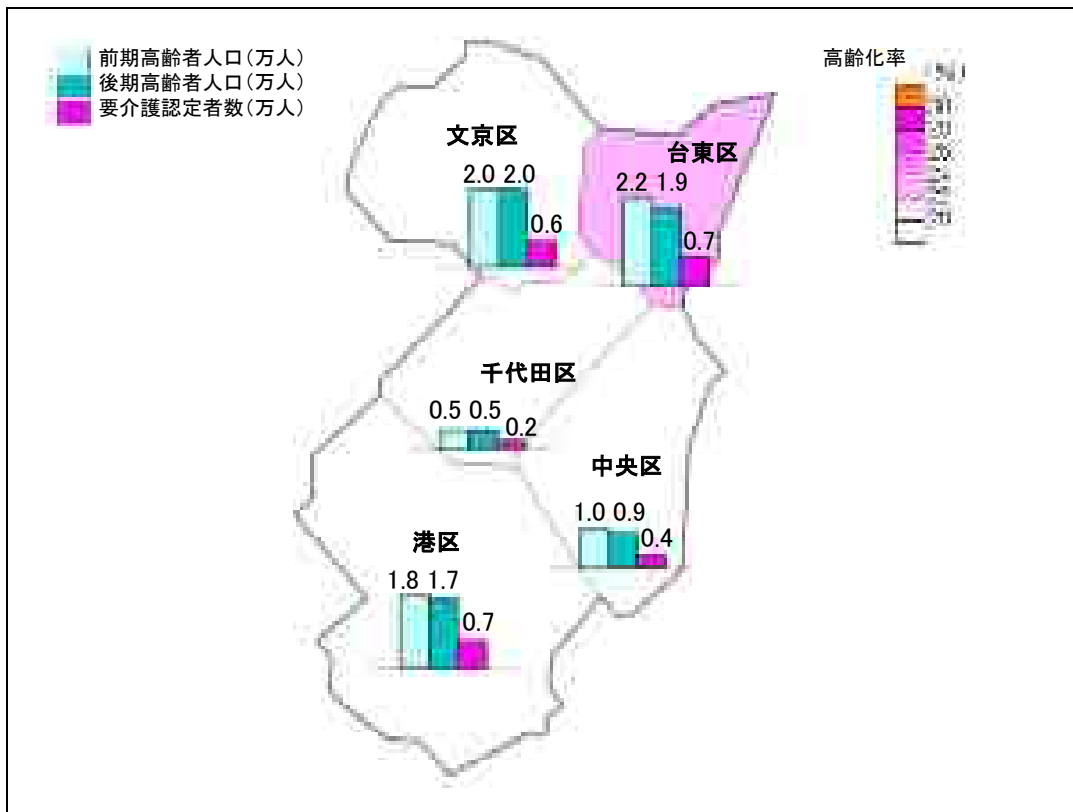 前期高齢者人口(万人)
後期高齢者人口(万人)
要介護認定者数(万人)
高齢化率
文京区
2.0 2.0
0.6
台東区
2.2 1.9
0.7
千代田区
0.5 0.5
0.2
中央区
1.0 0.9
0.4
港区
1.8 1.7
0.7